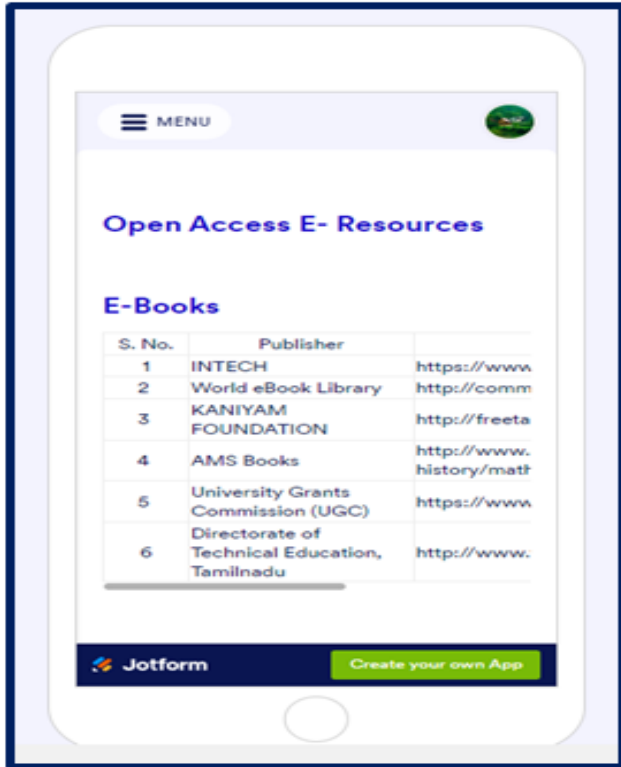 MENU
Open Access E- Resources
E-Books
S. No. Publisher
1 INTECH https://www
2 World eBook Library http://comm
3 KANIYAM
FOUNDATION http://freeta
4 AMS Books http://www.
history/math
5 University Grants
Commission (UGC) https://www
6 Directorate of
Technical Education,
Tamilnadu http://www.
Jotform
Create your own App